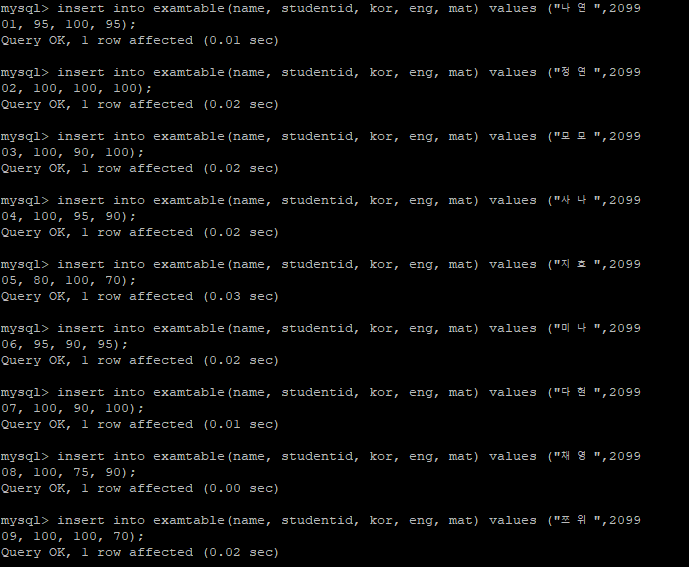 mysql> insert into examtable(name, studentid, kor, eng, mat) values ("나연",2099
01, 95, 100, 95);
Query OK, 1 row affected (0.01 sec)
mysql> insert into examtable(name, studentid, kor, eng, mat) values ("정연",2099
02, 100, 100, 100);
Query OK, 1 row affected (0.02 sec)
mysql> insert into examtable(name, studentid, kor, eng, mat) values ("모모",2099
03, 100, 90, 100);
Query OK, 1 row affected (0.02 sec)
mysql> insert into examtable(name, studentid, kor, eng, mat) values ("사나",2099
04, 100, 95, 90);
Query OK, 1 row affected (0.02 sec)
mysql> insert into examtable(name, studentid, kor, eng, mat) values ("지효",2099
05, 80, 100, 70);
Query OK, 1 row affected (0.03 sec)
mysql> insert into examtable(name, studentid, kor, eng, mat) values ("미나",2099
06, 95, 90, 95);
Query OK, 1 row affected (0.02 sec)
mysql> insert into examtable(name, studentid, kor, eng, mat) values ("다현",2099
07, 100, 90, 100);
Query OK, 1 row affected (0.01 sec)
mysql> insert into examtable(name, studentid, kor, eng, mat) values ("채영",2099
08, 100, 75, 90);
Query OK, 1 row affected (0.00 sec)
mysql> insert into examtable(name, studentid, kor, eng, mat) values ("쯔위",2099
09, 100, 100, 70);
Query OK, 1 row affected (0.02 sec)